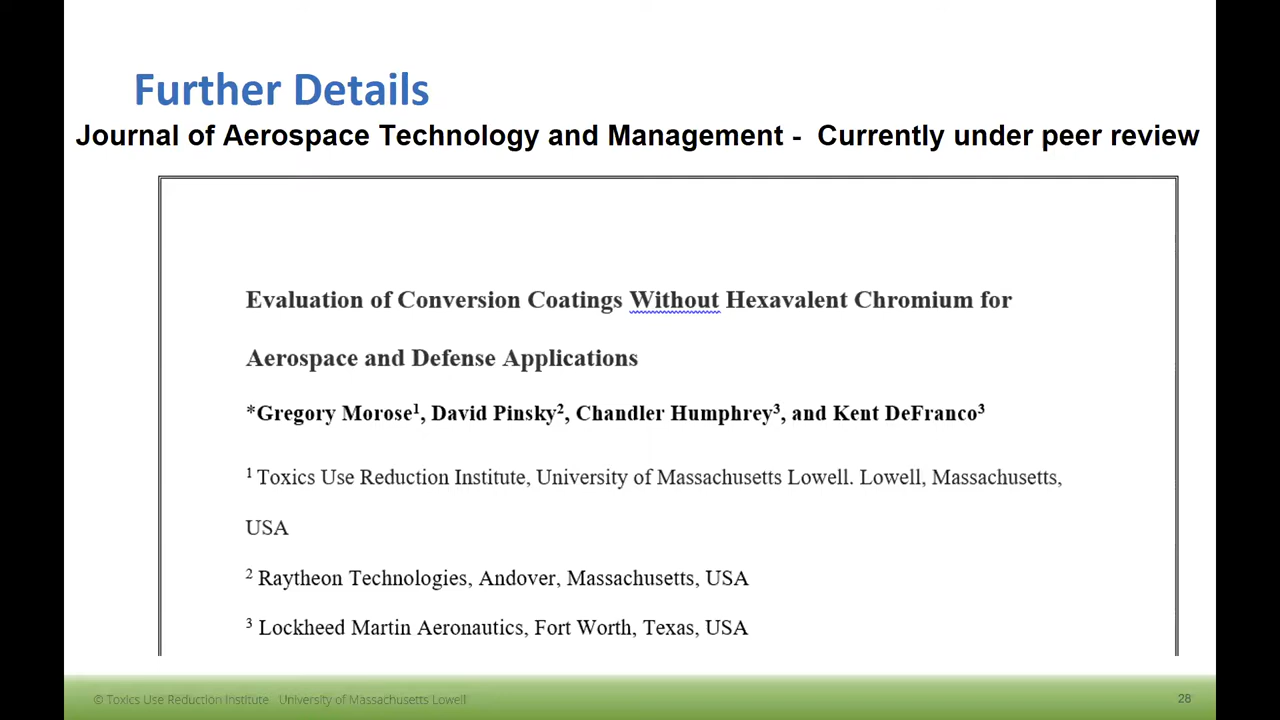 Further Details
Journal of Aerospace Technology and Management - Currently under peer review
Evaluation of Conversion Coatings Without Hexavalent Chromium for
Aerospace and Defense Applications
*Gregory Morose¹, David Pinsky², Chandler Humphrey³, and Kent DeFranco³
¹ Toxics Use Reduction Institute, University of Massachusetts Lowell. Lowell, Massachusetts,
USA
² Raytheon Technologies, Andover, Massachusetts, USA
³ Lockheed Martin Aeronautics, Fort Worth, Texas, USA
© Toxics Use Reduction Institute University of Massachusetts Lowell
28